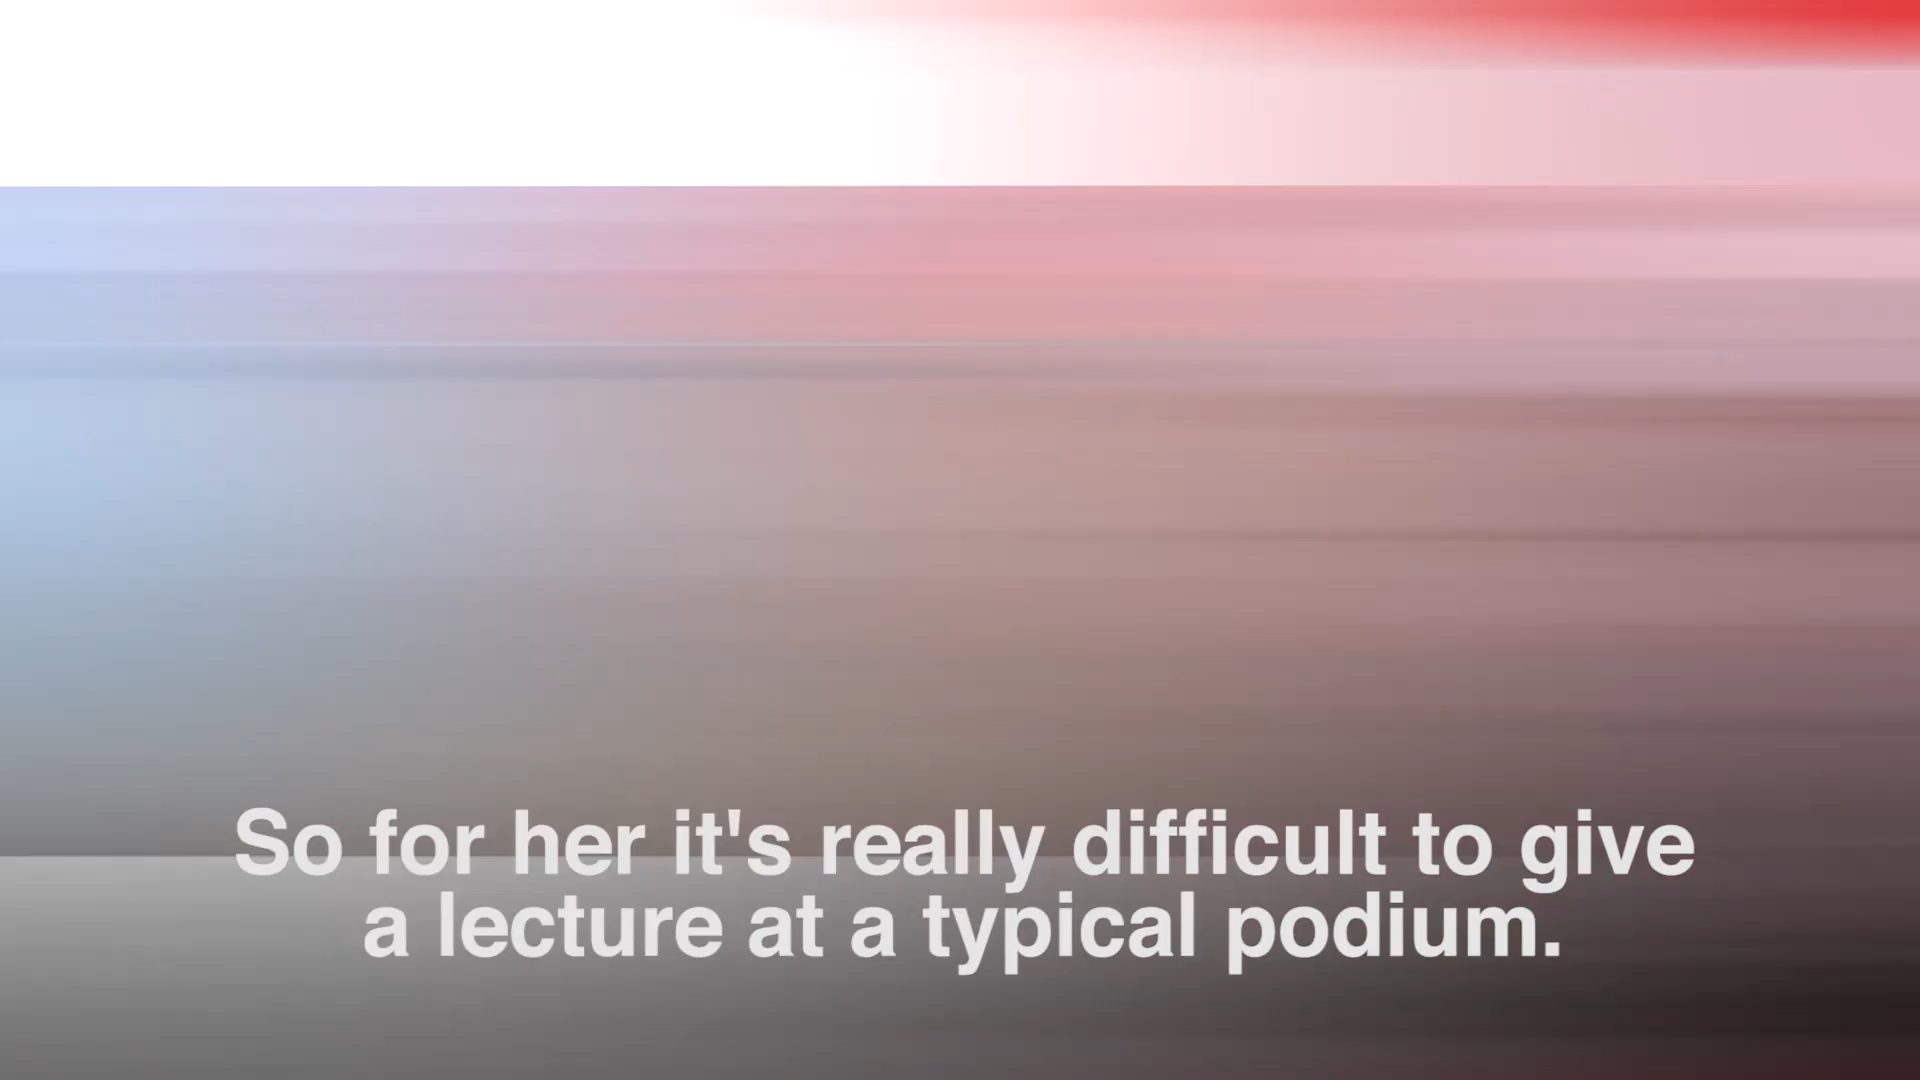 So for her it's really difficult to give
a lecture at a typical podium.